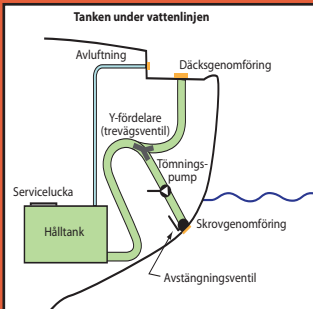 Tanken under vattenlinjen
Avluftning
Däcksgenomföring
Y-fördelare
(trevägsventil)
Tömnings-
pump
Servicelucka
Hålltank
Skrovgenomföring
Avstängningsventil